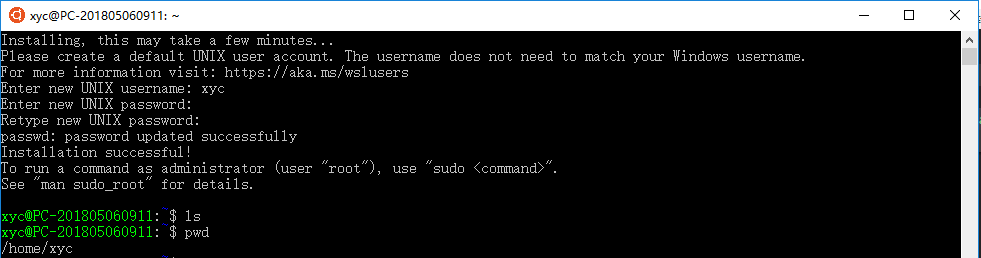 xyc@PC-201805060911: ~
Installing, this may take a few minutes...
Please create a default UNIX user account. The username does not need to match your Windows username.
For more information visit: https://aka.ms/wslusers
Enter new UNIX username: xyc
Enter new UNIX password:
Retype new UNIX password:
passwd: password updated successfully
Installation successful!
To run a command as administrator (user "root"), use "sudo <command>".
See "man sudo_root" for details.
xyc@PC-201805060911:~$ ls
xyc@PC-201805060911:~$ pwd
/home/xyc